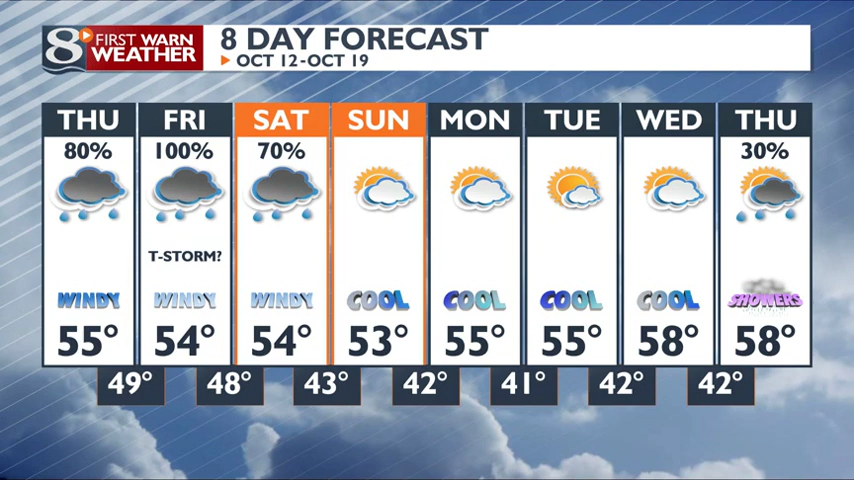 8 FIRST WARN
WEATHER
8 DAY FORECAST
OCT 12-OCT 19
THU FRI SAT SUN MON TUE WED THU
80% 100% 70% 30%
T-STORM?
WINDY WINDY WINDY COOL COOL COOL COOL SHOWERS
55° 54° 54° 53° 55° 55° 58° 58°
49° 48° 43° 42° 41° 42° 42°